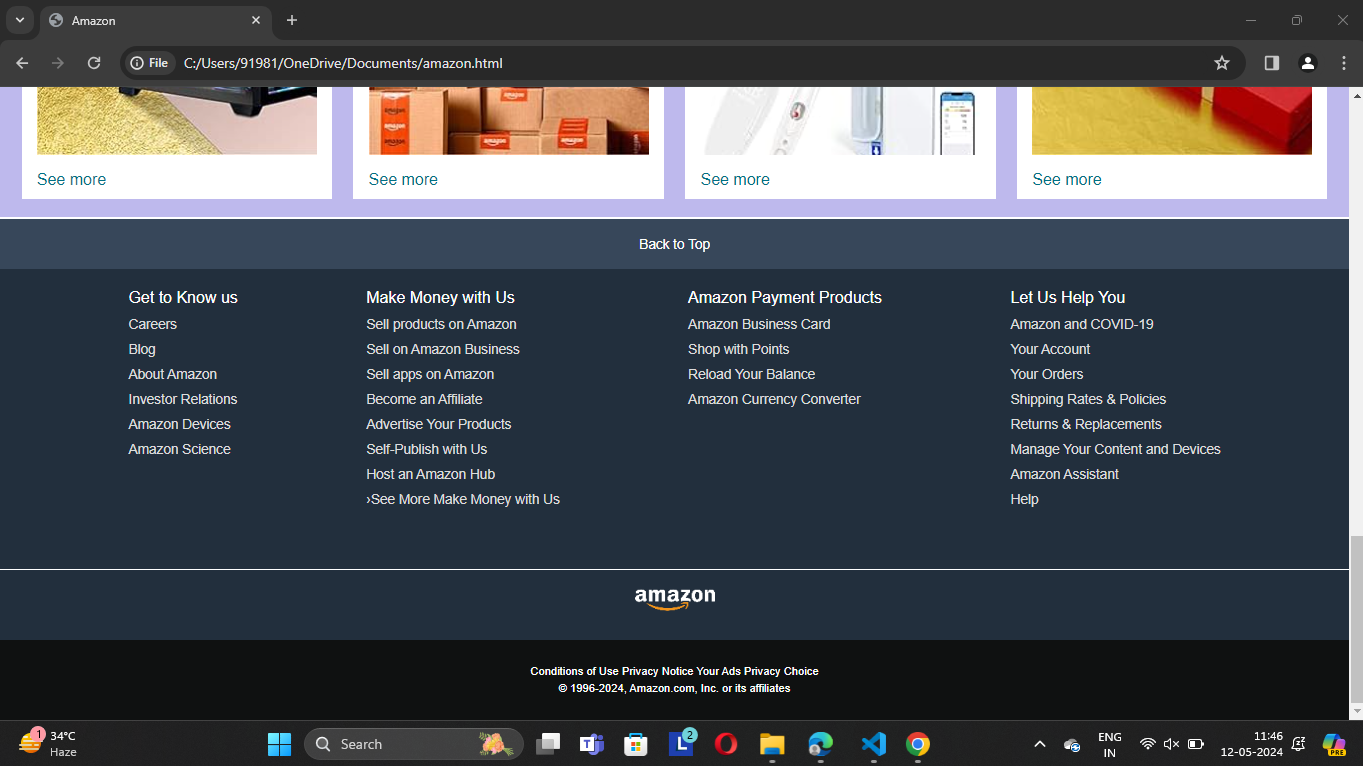 Amazon
File C:/Users/91981/OneDrive/Documents/amazon.html
amazon
amazon
amazon
amazon
amazon
See more See more See more See more
Back to Top
Get to Know us
Careers
Blog
About Amazon
Investor Relations
Amazon Devices
Amazon Science
Make Money with Us
Sell products on Amazon
Sell on Amazon Business
Sell apps on Amazon
Become an Affiliate
Advertise Your Products
Self-Publish with Us
Host an Amazon Hub
›See More Make Money with Us
Amazon Payment Products
Amazon Business Card
Shop with Points
Reload Your Balance
Amazon Currency Converter
Let Us Help You
Amazon and COVID-19
Your Account
Your Orders
Shipping Rates & Policies
Returns & Replacements
Manage Your Content and Devices
Amazon Assistant
Help
amazon
Conditions of Use Privacy Notice Your Ads Privacy Choice
© 1996-2024, Amazon.com, Inc. or its affiliates
1
34°C
Haze
Search
L 2
ENG
IN
11:46
12-05-2024
PRE